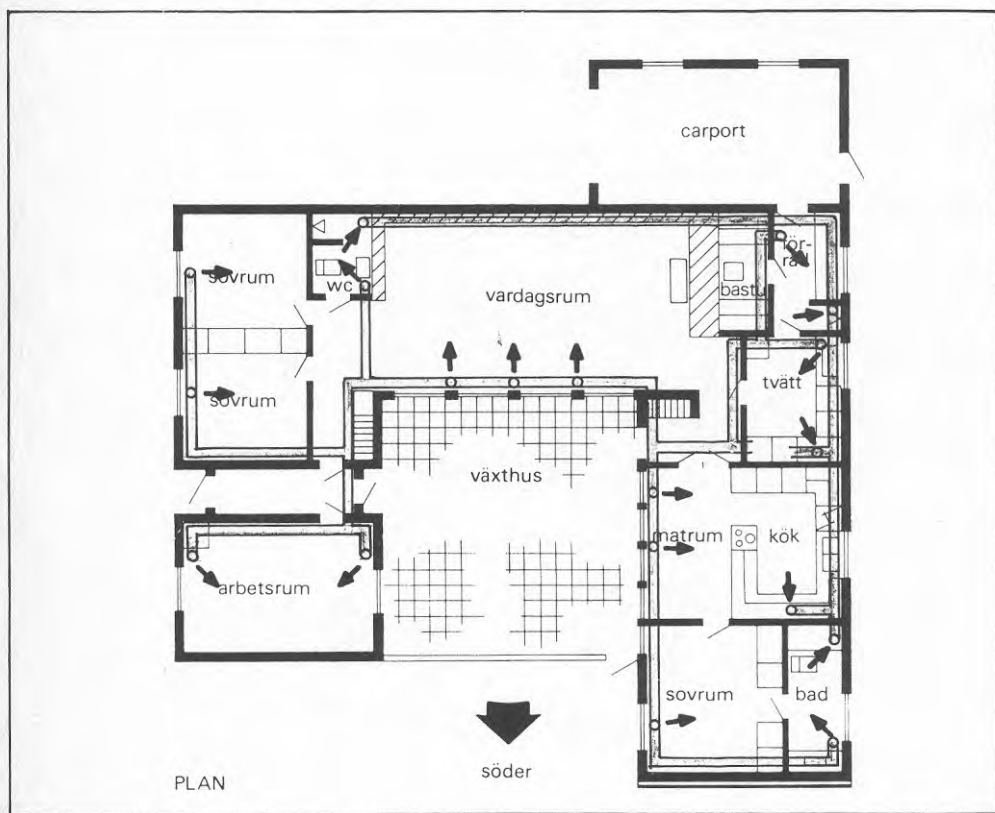 carport
sovrum
wc
vardagsrum
bastu
för-
råd
sovrum
tvätt
växthus
matrum
kök
arbetsrum
sovrum
bad
söder
PLAN